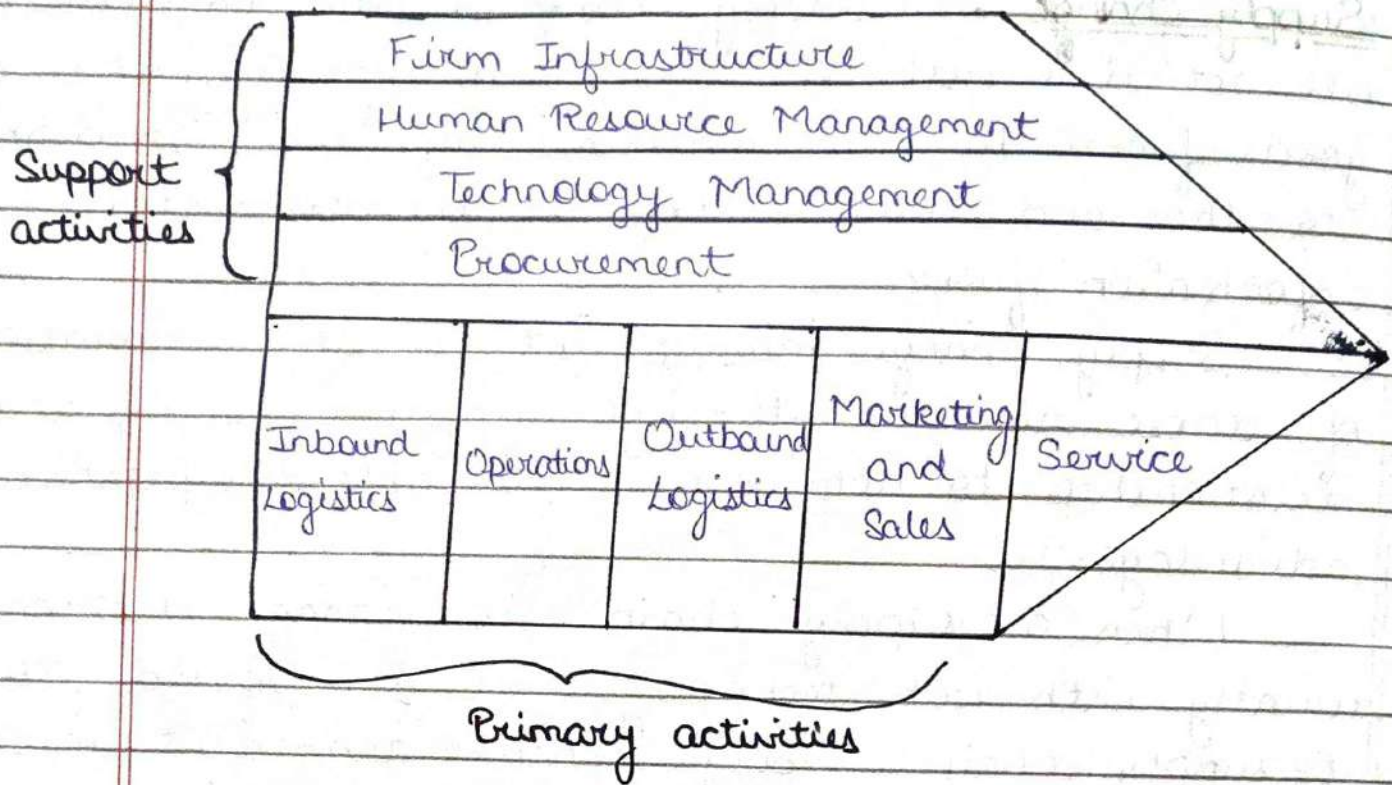 Supply
Firm Infrastructure
Human Resource Management
Support
activities
Technology Management
Procurement
Inbound
Logistics
Operations
Outbound
Logistics
Marketing
and
Sales
Service
Primary activities